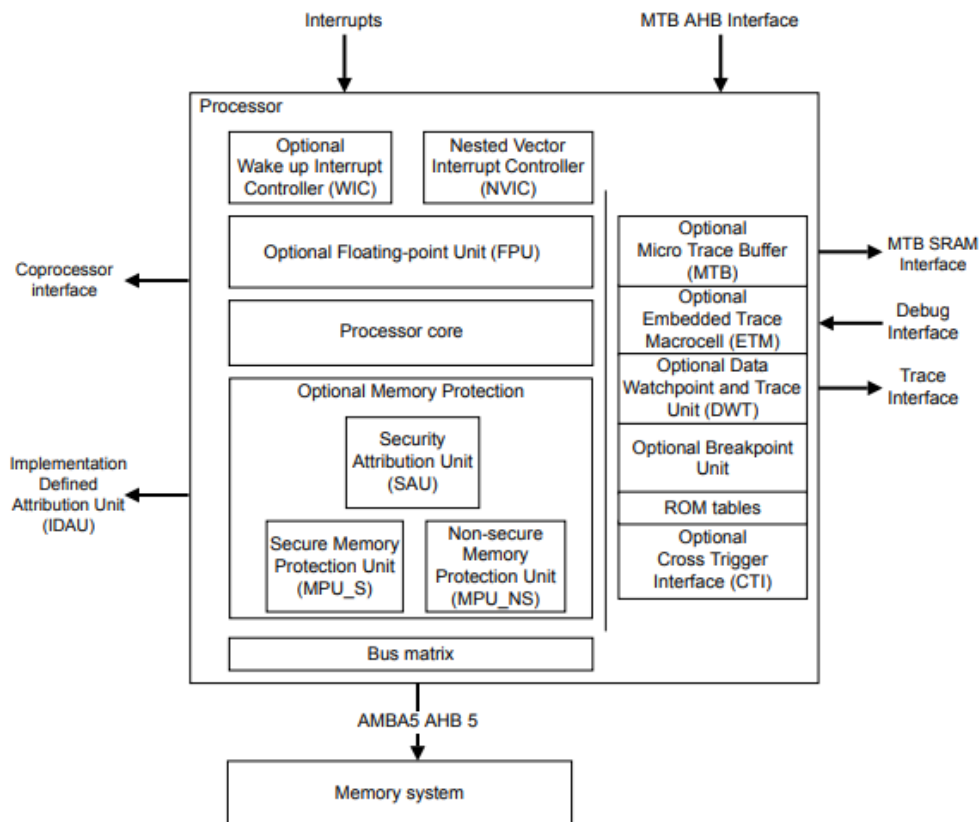 Interrupts
MTB AHB Interface
Processor
Optional
Wake up Interrupt
Controller (WIC)
Nested Vector
Interrupt Controller
(NVIC)
Optional Floating-point Unit (FPU)
Processor core
Optional Memory Protection
Security
Attribution Unit
(SAU)
Secure Memory
Protection Unit
(MPU_S)
Non-secure
Memory
Protection Unit
(MPU_NS)
Bus matrix
Optional
Micro Trace Buffer
(MTB)
Optional
Embedded Trace
Macrocell (ETM)
Optional Data
Watchpoint and Trace
Unit (DWT)
Optional Breakpoint
Unit
ROM tables
Optional
Cross Trigger
Interface (CTI)
Coprocessor
interface
Implementation
Defined
Attribution Unit
(IDAU)
MTB SRAM
Interface
Debug
Interface
Trace
Interface
AMBA5 AHB 5
Memory system